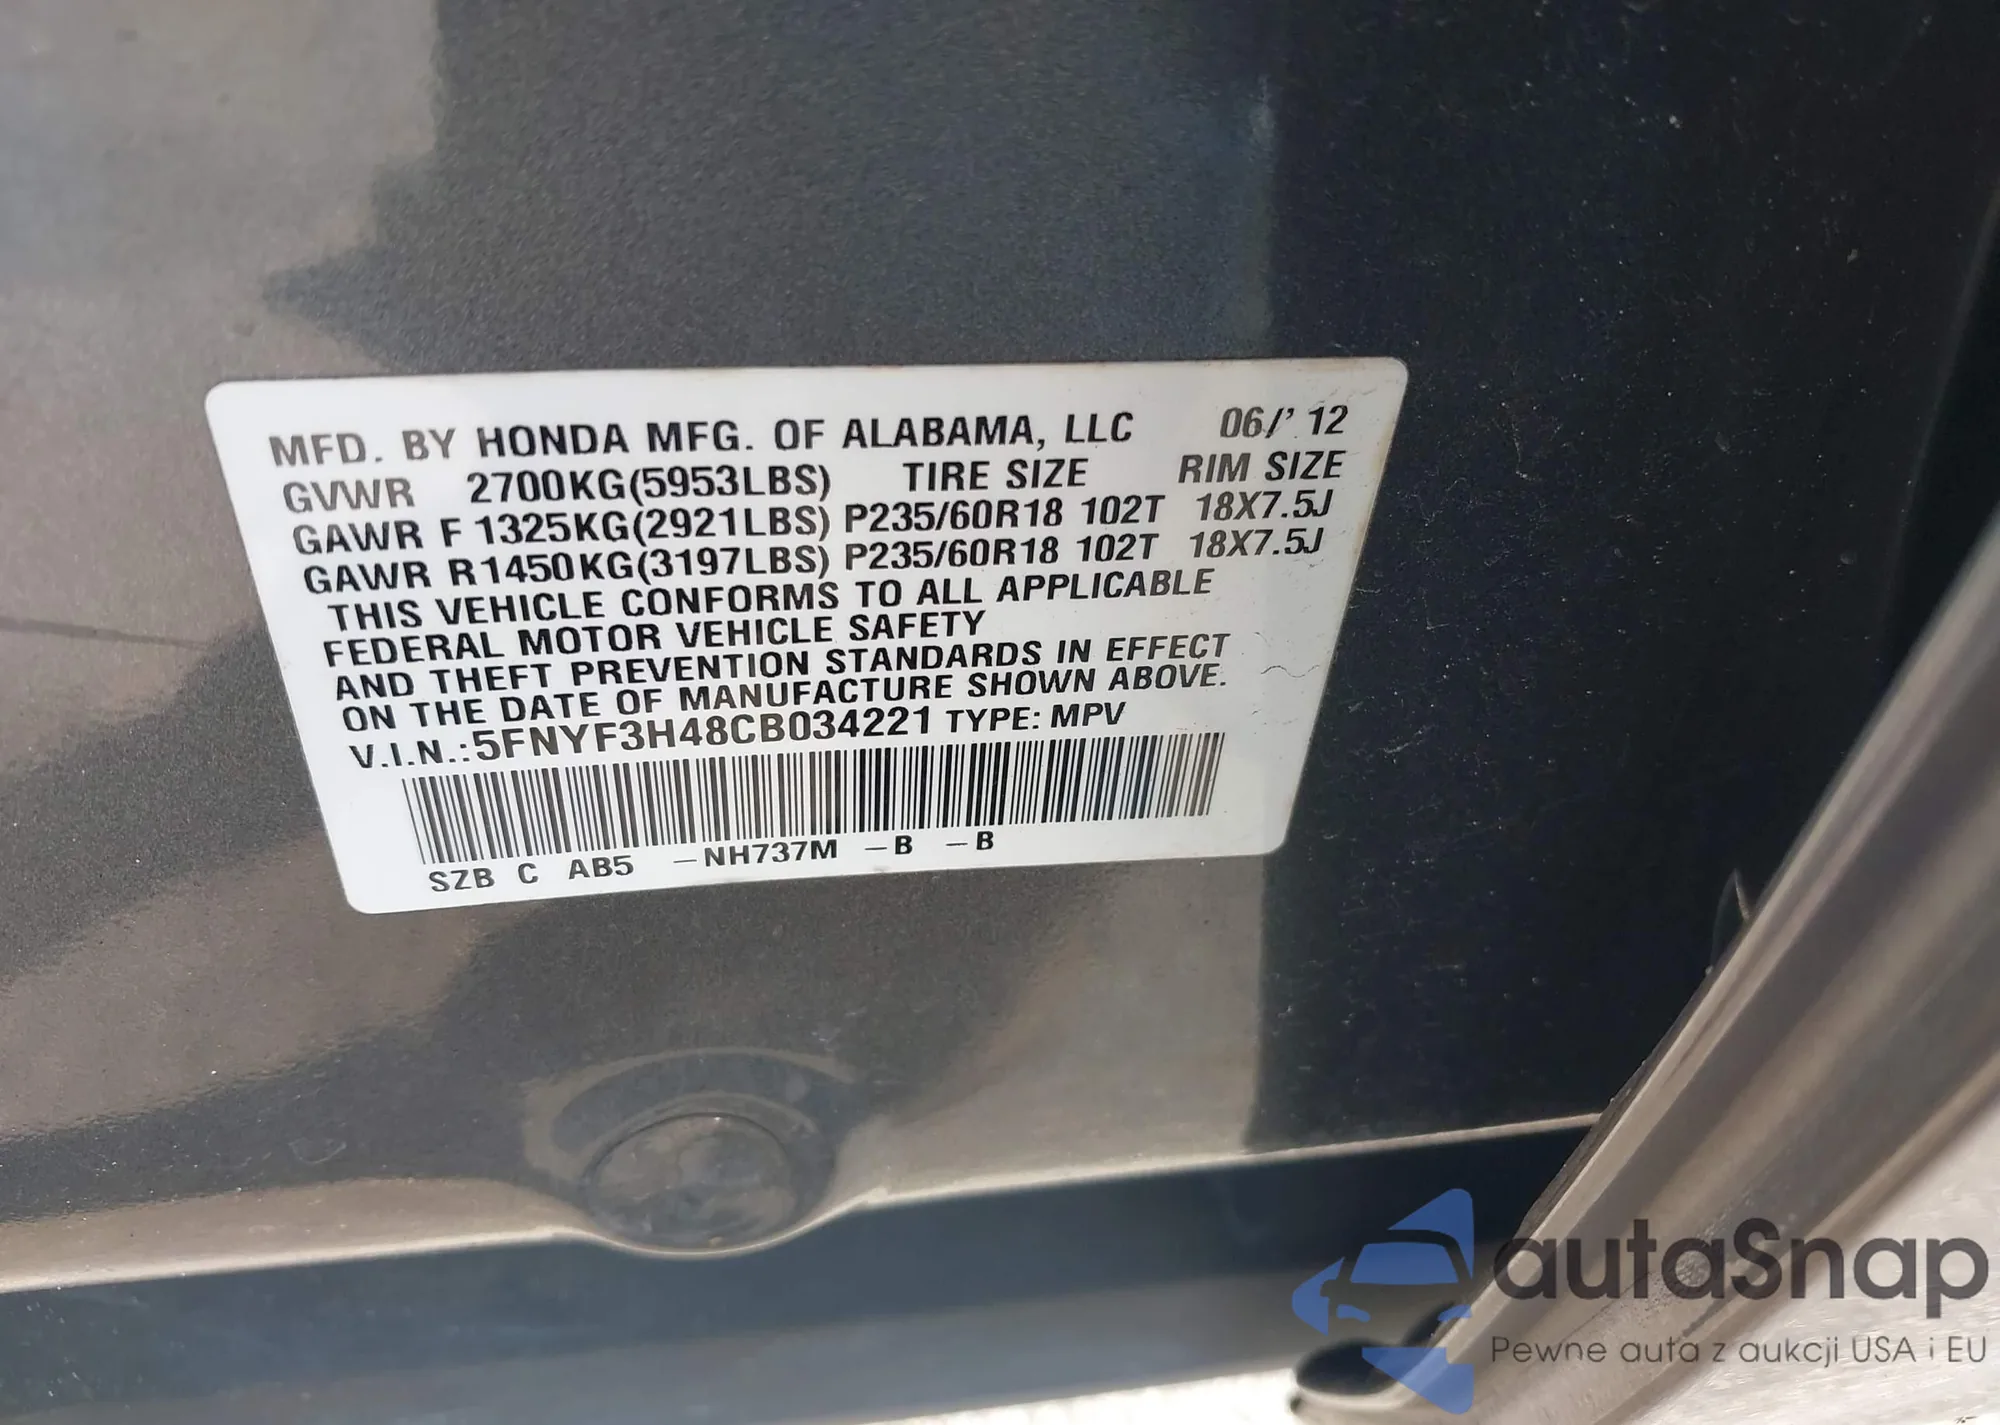 MFD. BY HONDA MFG. OF ALABAMA, LLC 06/' 12
GVWR 2700KG(5953LBS) TIRE SIZE RIM SIZE
GAWR F 1325KG(2921LBS) P235/60R18 102T 18X7.5J
GAWR R1450KG(3197LBS) P235/60R18 102T 18X7.5J
THIS VEHICLE CONFORMS TO ALL APPLICABLE
FEDERAL MOTOR VEHICLE SAFETY
AND THEFT PREVENTION STANDARDS IN EFFECT
ON THE DATE OF MANUFACTURE SHOWN ABOVE.
V.I.N.:5FNYF3H48CB034221 TYPE: MPV
SZB C AB5 –NH737M –B –B
autaSnap
Pewne auta z aukcji USA i EU